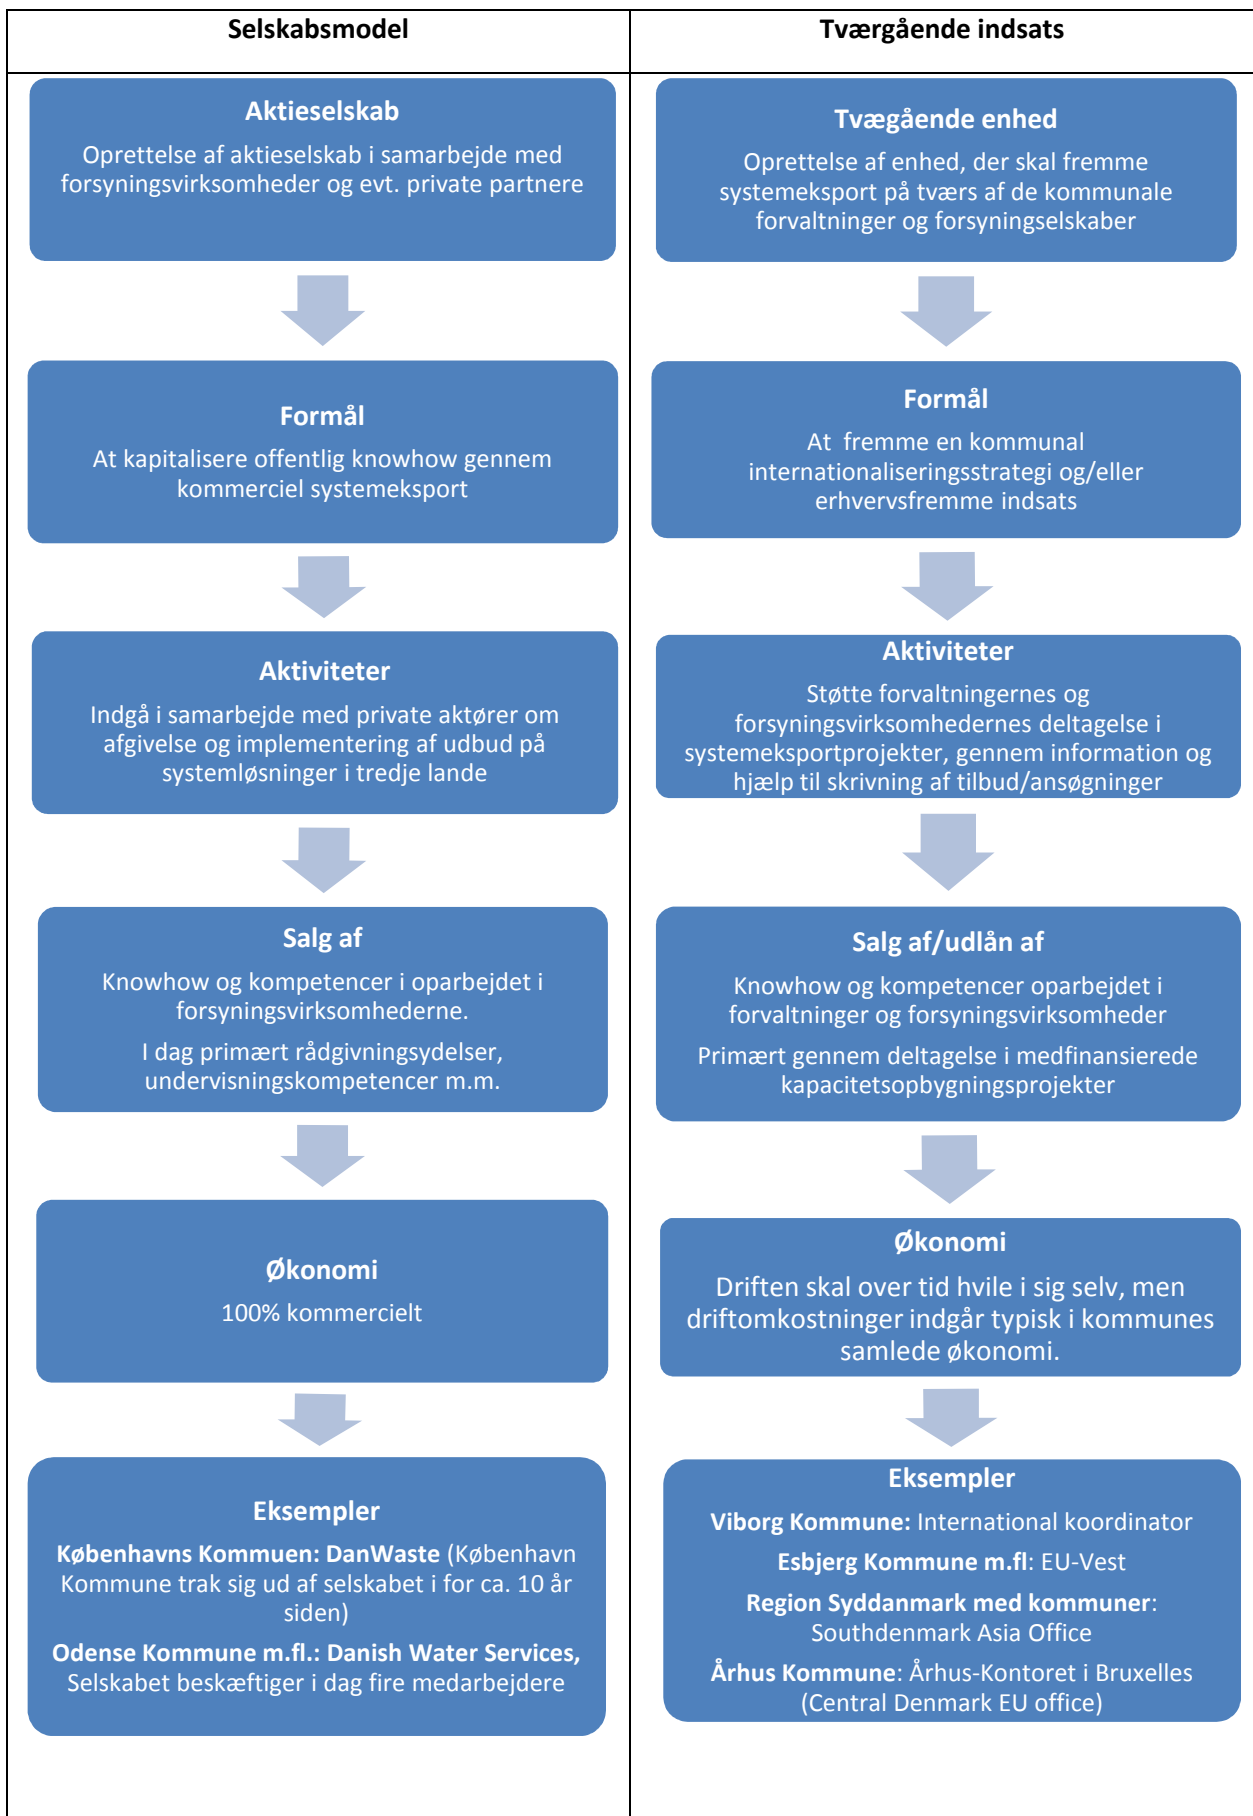 Selskabsmodel
Aktieselskab
Oprettelse af aktieselskab i samarbejde med
forsyningsvirksomheder og evt. private partnere
Formål
At kapitalisere offentlig knowhow gennem
kommerciel systemeksport
Aktiviteter
Indgå i samarbejde med private aktører om
afgivelse og implementering af udbud på
systemløsninger i tredje lande
Salg af
Knowhow og kompetencer i oparbejdet i
forsyningsvirksomhederne.
I dag primært rådgivningsydelser,
undervisningskompetencer m.m.
Økonomi
100% kommercielt
Eksempler
Københavns Kommuen: DanWaste (København
Kommune trak sig ud af selskabet i for ca. 10 år
siden)
Odense Kommune m.fl.: Danish Water Services,
Selskabet beskæftiger i dag fire medarbejdere
Tværgående indsats
Tvægående enhed
Oprettelse af enhed, der skal fremme
systemeksport på tværs af de kommunale
forvaltninger og forsyningselskaber
Formål
At fremme en kommunal
internationaliseringsstrategi og/eller
erhvervsfremme indsats
Aktiviteter
Støtte forvaltningernes og
forsyningsvirksomhedernes deltagelse i
systemeksportprojekter, gennem information og
hjælp til skrivning af tilbud/ansøgninger
Salg af/udlån af
Knowhow og kompetencer oparbejdet i
forvaltninger og forsyningsvirksomheder
Primært gennem deltagelse i medfinansierede
kapacitetsopbygningsprojekter
Økonomi
Driften skal over tid hvile i sig selv, men
driftomkostninger indgår typisk i kommunes
samlede økonomi.
Eksempler
Viborg Kommune: International koordinator
Esbjerg Kommune m.fl: EU-Vest
Region Syddanmark med kommuner:
Southdenmark Asia Office
Århus Kommune: Århus-Kontoret i Bruxelles
(Central Denmark EU office)